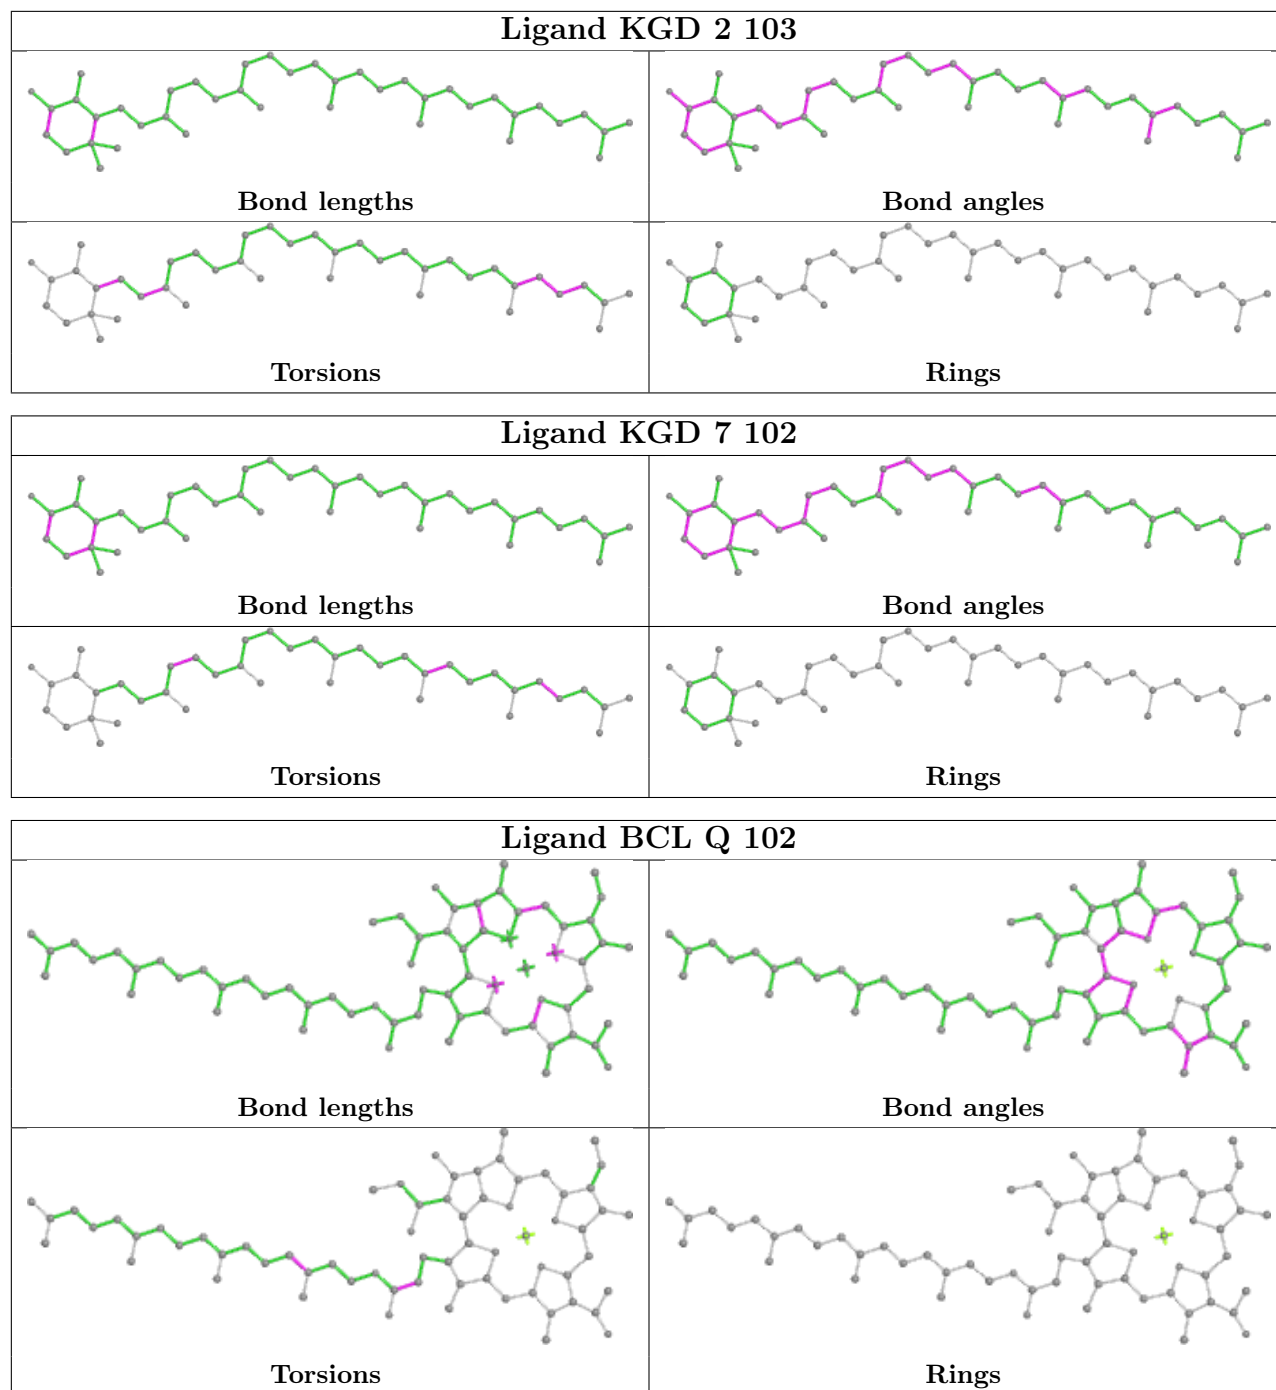 Ligand KGD 2 103
Bond lengths
Bond angles
Torsions
Rings
Ligand KGD 7 102
Bond lengths
Bond angles
Torsions
Rings
Ligand BCL Q 102
Bond lengths
Bond angles
Torsions
Rings